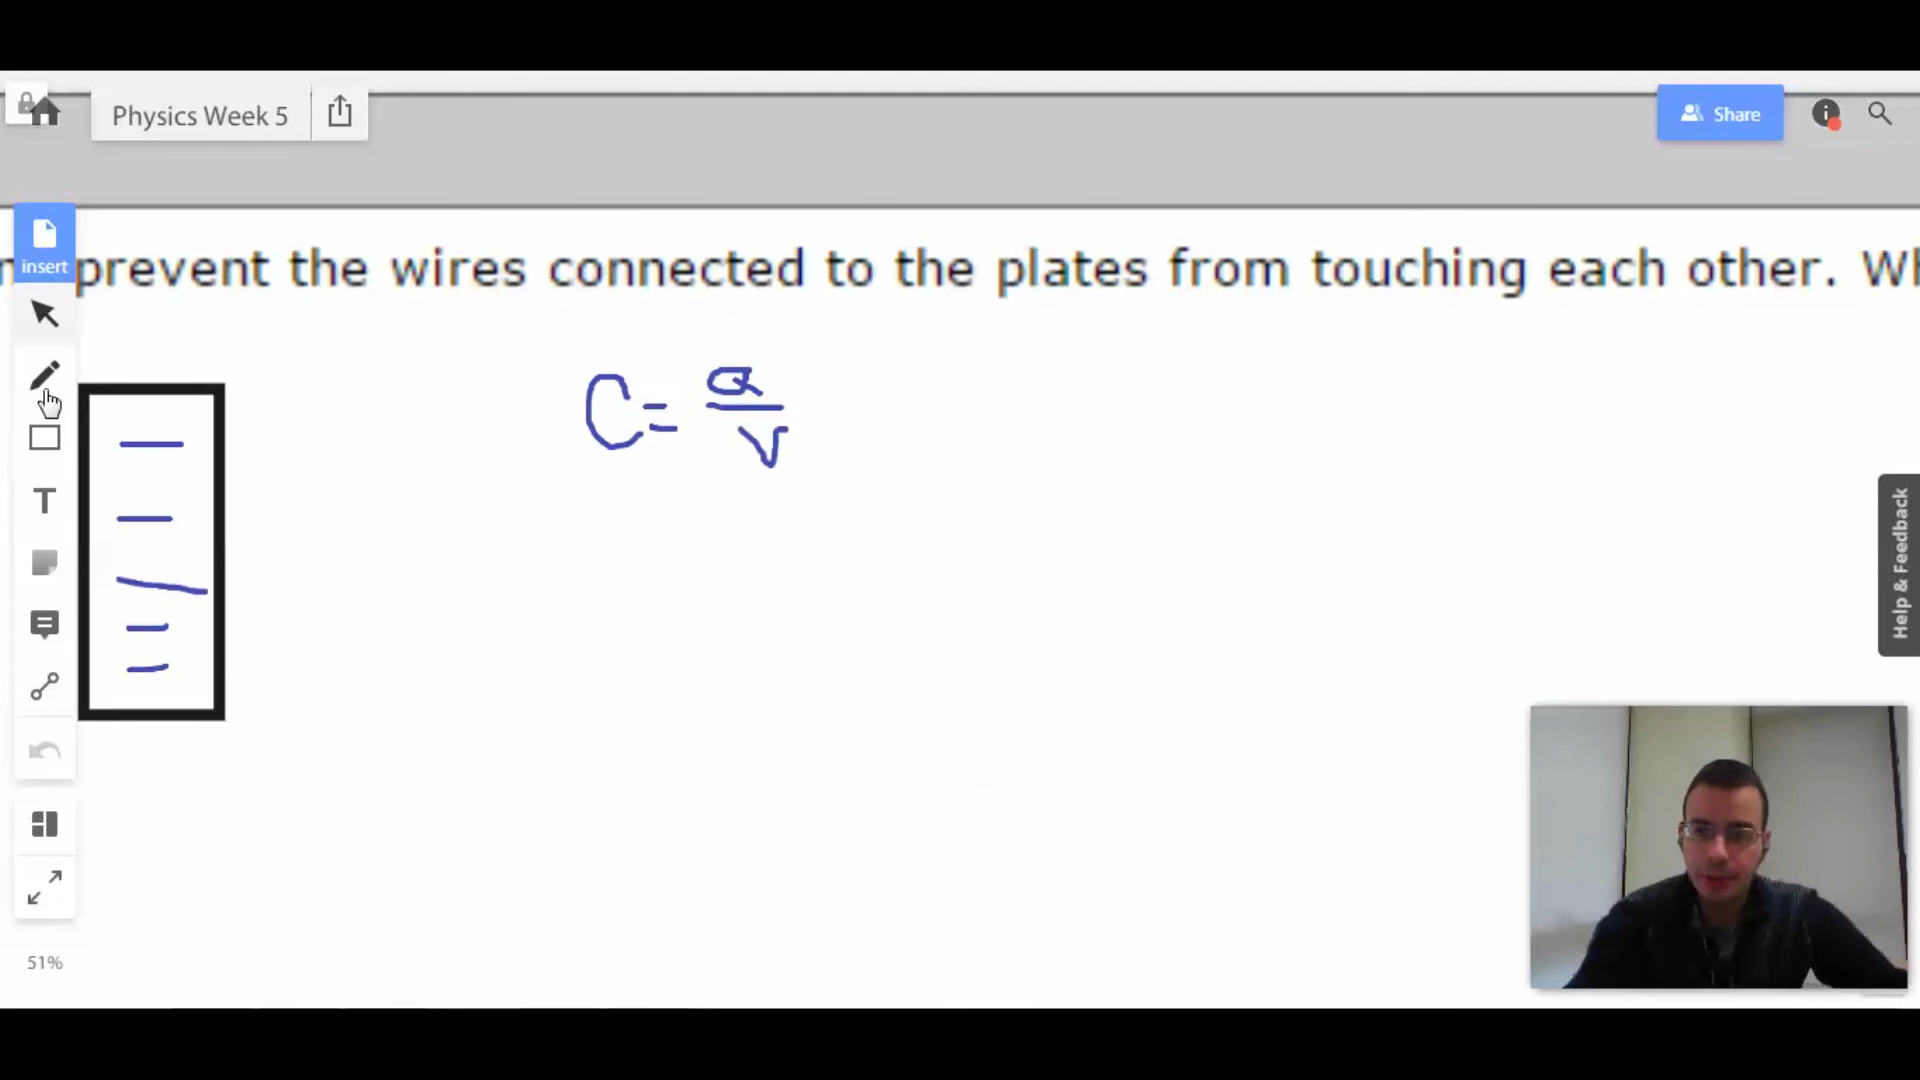 Physics Week 5
Share
insert
prevent the wires connected to the plates from touching each other. Wh
C = Q/V
T
Help & Feedback
51%